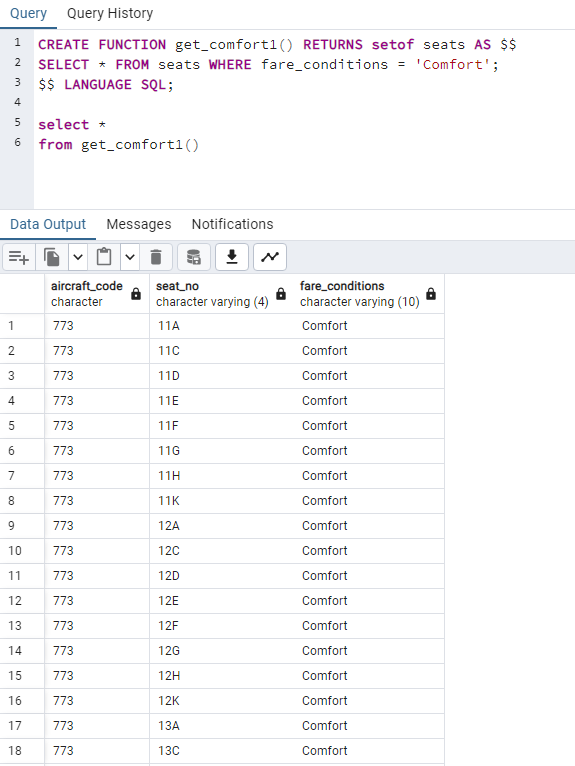 Query Query History
1 CREATE FUNCTION get_comfort1() RETURNS setof seats AS $$
2 SELECT * FROM seats WHERE fare_conditions = 'Comfort';
3 $$ LANGUAGE SQL;
4
5 select *
6 from get_comfort1()
Data Output Messages Notifications
aircraft_code seat_no fare_conditions
character character varying (4) character varying (10)
1 773 11A Comfort
2 773 11C Comfort
3 773 11D Comfort
4 773 11E Comfort
5 773 11F Comfort
6 773 11G Comfort
7 773 11H Comfort
8 773 11K Comfort
9 773 12A Comfort
10 773 12C Comfort
11 773 12D Comfort
12 773 12E Comfort
13 773 12F Comfort
14 773 12G Comfort
15 773 12H Comfort
16 773 12K Comfort
17 773 13A Comfort
18 773 13C Comfort